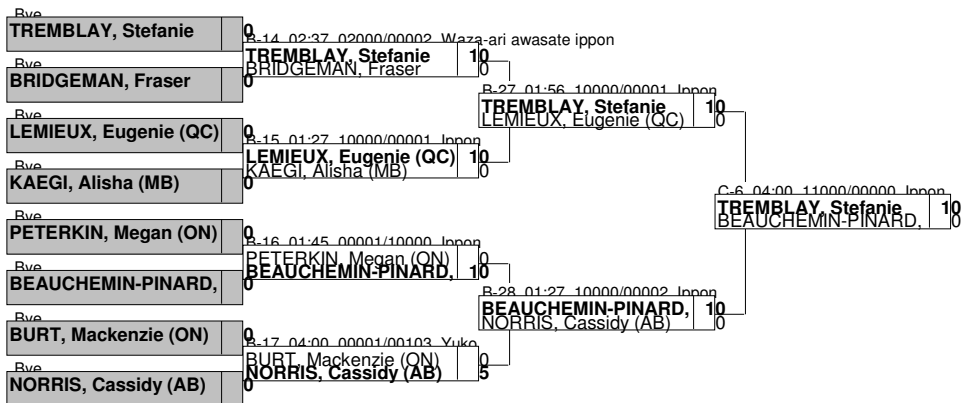 Bye
TREMBLAY, Stefanie 0
Bye
BRIDGEMAN, Fraser 0
Bye
LEMIEUX, Eugenie (QC) 0
Bye
KAEGI, Alisha (MB) 0
Bye
PETERKIN, Megan (ON) 0
Bye
BEAUCHEMIN-PINARD, 0
Bye
BURT, Mackenzie (ON) 0
Bye
NORRIS, Cassidy (AB) 0
B-14 02:37 02000/00002 Waza-ari awasate ippon
TREMBLAY, Stefanie 10
BRIDGEMAN, Fraser 0
B-15 01:27 10000/00001 Ippon
LEMIEUX, Eugenie (QC) 10
KAEGI, Alisha (MB) 0
B-16 01:45 00001/10000 Ippon
PETERKIN, Megan (ON) 0
BEAUCHEMIN-PINARD, 10
B-17 04:00 00001/00103 Yuko
BURT, Mackenzie (ON) 0
NORRIS, Cassidy (AB) 5
B-27 01:56 10000/00001 Ippon
TREMBLAY, Stefanie 10
LEMIEUX, Eugenie (QC) 0
B-28 01:27 10000/00002 Ippon
BEAUCHEMIN-PINARD, 10
NORRIS, Cassidy (AB) 0
C-6 04:00 11000/00000 Ippon
TREMBLAY, Stefanie 10
BEAUCHEMIN-PINARD, 0